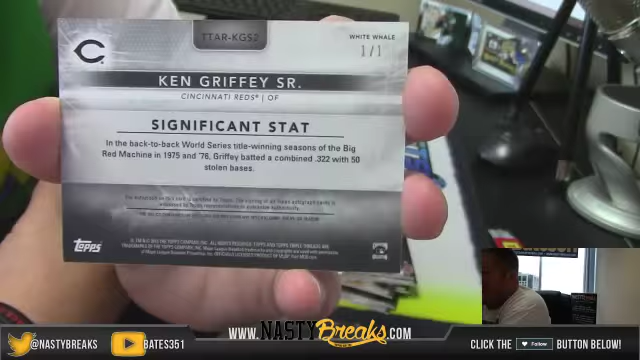 TTAR-KGS2
WHITE WHALE
1/1
C
KEN GRIFFEY SR.
CINCINNATI REDS® | OF
SIGNIFICANT STAT
In the back-to-back World Series title-winning seasons of the Big
Red Machine in 1975 and '76, Griffey batted a combined .322 with 50
stolen bases.
topps
@NASTYBREAKS
BATES351
WWW.NASTYBreaks.COM
CLICK THE Follow BUTTON BELOW!